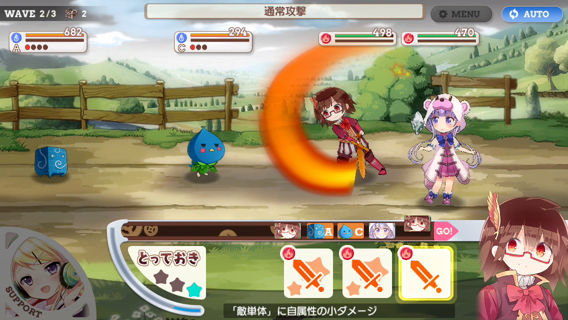 WAVE 2/3 2
通常攻撃
MENU
AUTO
682
A
294
C
498
470
A C GO!
とっておき
SUPPORT
「敵単体」に自属性の小ダメージ